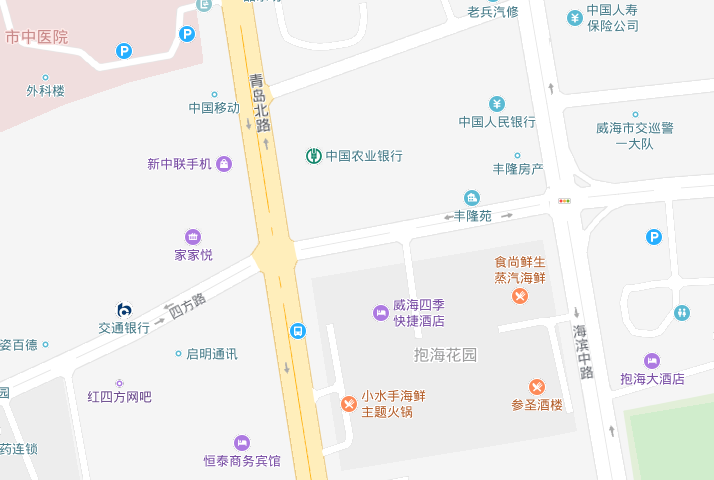 老兵汽修
中国人寿
保险公司
市中医院
外科楼
中国移动
青岛北路
中国人民银行
威海市交巡警
一大队
新中联手机
中国农业银行
丰隆房产
丰隆苑
家家悦
食尚鲜生
蒸汽海鲜
威海四季
快捷酒店
四方路
交通银行
姿百德
启明通讯
抱海花园
海滨中路
抱海大酒店
红四方网吧
小水手海鲜
主题火锅
参圣酒楼
园
药连锁
恒泰商务宾馆